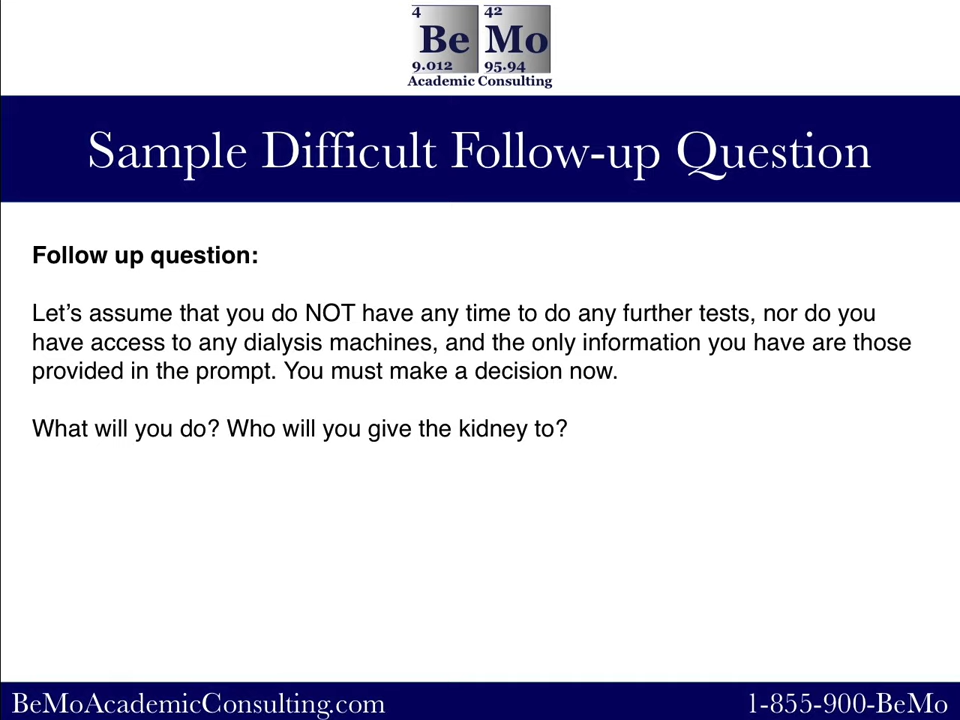 4 42
Be Mo
9.012 95.94
Academic Consulting
Sample Difficult Follow-up Question
Follow up question:
Let’s assume that you do NOT have any time to do any further tests, nor do you
have access to any dialysis machines, and the only information you have are those
provided in the prompt. You must make a decision now.
What will you do? Who will you give the kidney to?
BeMoAcademicConsulting.com 1-855-900-BeMo